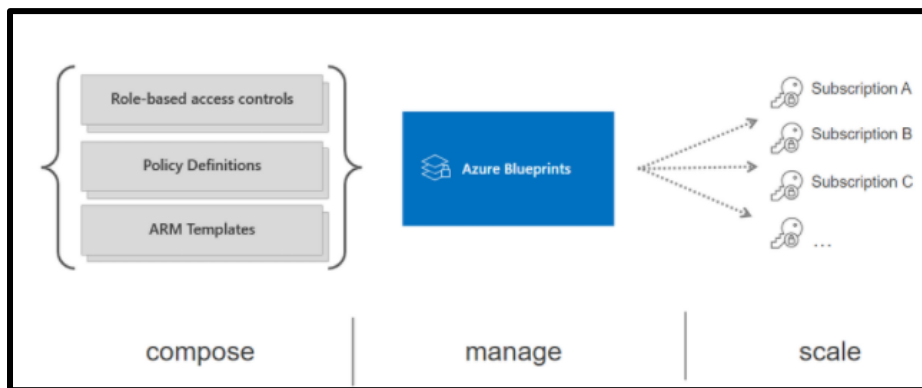 Role-based access controls
Policy Definitions
ARM Templates
Azure Blueprints
Subscription A
Subscription B
Subscription C
...
compose
manage
scale